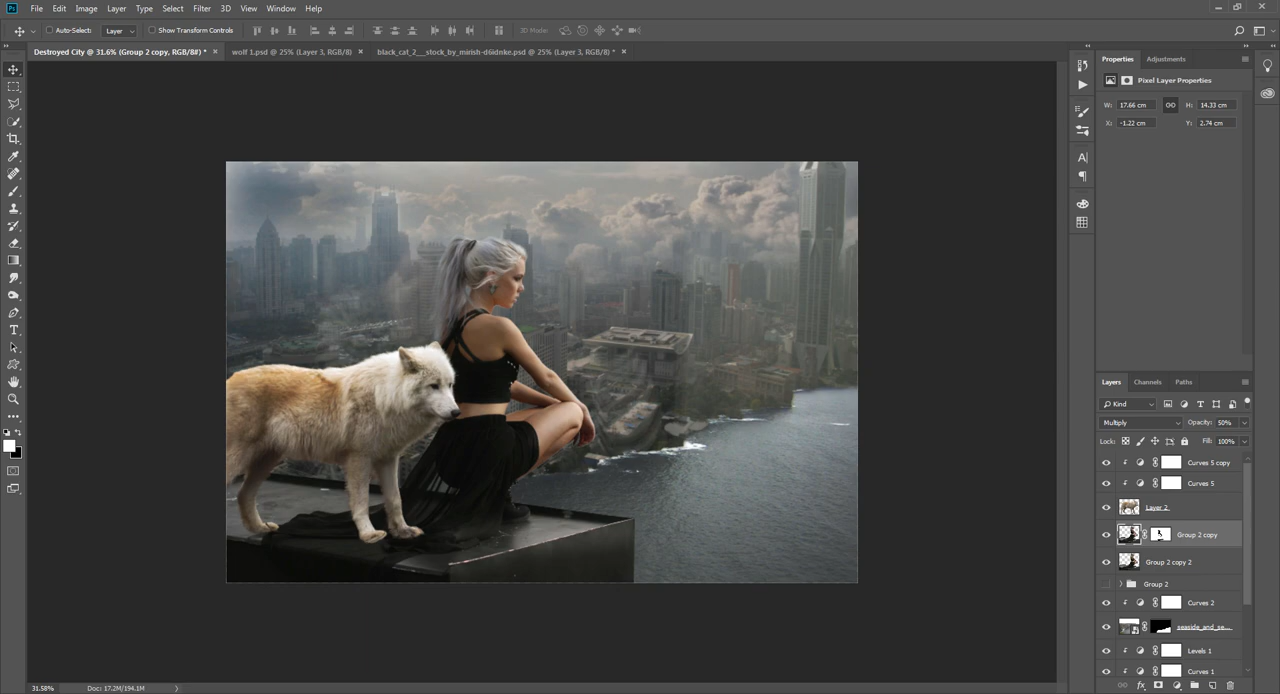 Ps File Edit Image Layer Type Select Filter 3D View Window Help
Auto-Select: Layer Show Transform Controls 3D Mode:
Destroyed City @ 31.6% (Group 2 copy, RGB/8#) * × wolf 1.psd @ 25% (Layer 3, RGB/8) × black_cat_2__stock_by_mirish-d6idnke.psd @ 25% (Layer 3, RGB/8) * ×
Properties Adjustments
Pixel Layer Properties
W: 17.66 cm H: 14.33 cm
X: -1.22 cm Y: 2.74 cm
Layers Channels Paths
Kind
Multiply Opacity: 50%
Lock: Fill: 100%
Curves 5 copy
Curves 5
Layer 2
Group 2 copy
Group 2 copy 2
Group 2
Curves 2
seaside_and_se...
Levels 1
Curves 1
31.58% Doc: 17.2M/194.1M